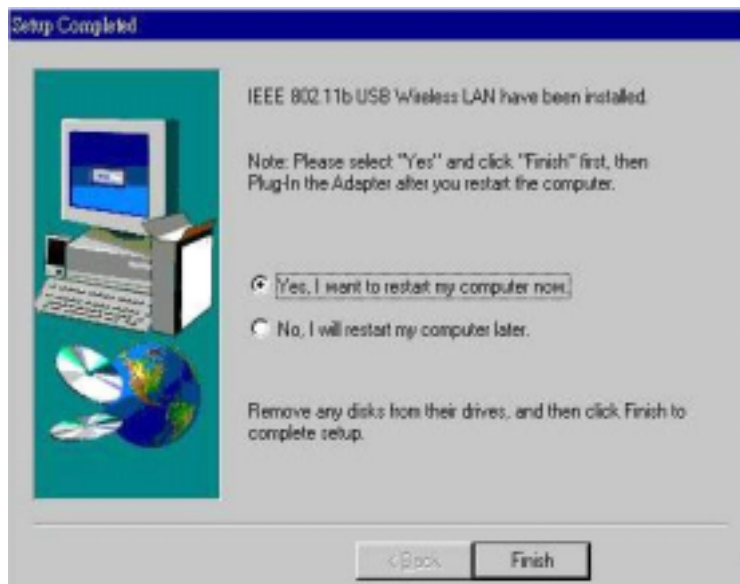 Setup Completed
IEEE 802.11b USB Wireless LAN have been installed.
Note: Please select "Yes" and click "Finish" first, then
Plug-In the Adapter after you restart the computer.
Yes, I want to restart my computer now.
No, I will restart my computer later.
Remove any disks from their drives, and then click Finish to
complete setup.
< Back
Finish